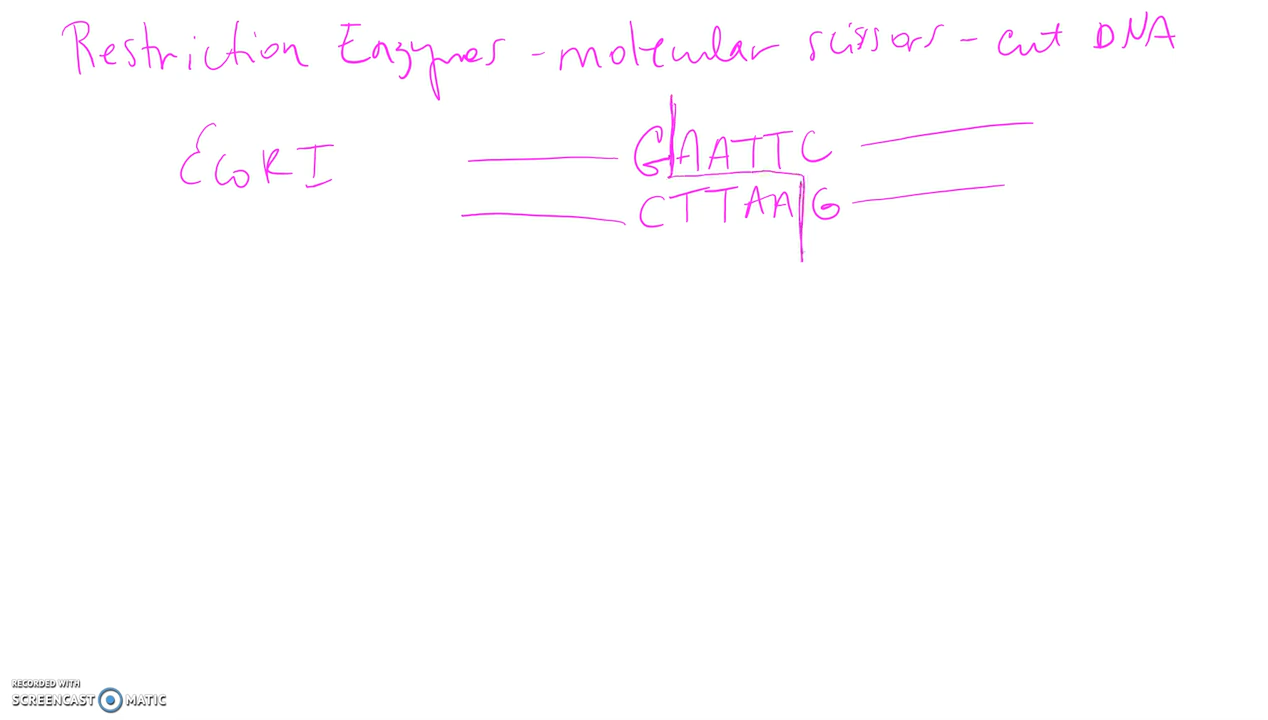 Restriction Enzymes - molecular scissors - cut DNA
EcoRI GAATTC
CTTAAG
RECORDED WITH
SCREENCAST MATIC